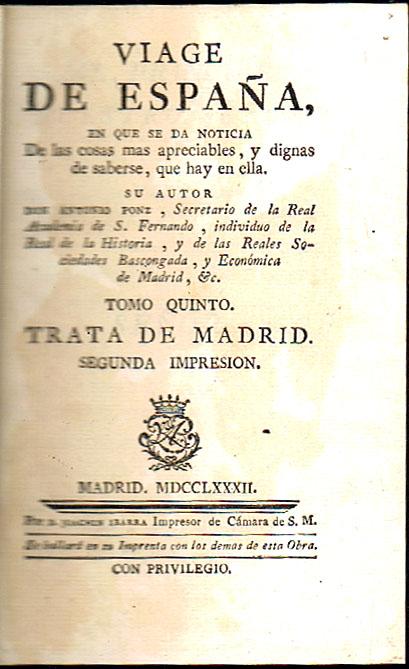 VIAGE
DE ESPAÑA,
EN QUE SE DA NOTICIA
De las cosas mas apreciables, y dignas
de saberse, que hay en ella.
SU AUTOR
DON ANTONIO PONZ, Secretario de la Real
Academia de S. Fernando, individuo de la
Real de la Historia, y de las Reales So-
ciedades Bascongada, y Económica
de Madrid, &c.
TOMO QUINTO.
TRATA DE MADRID.
SEGUNDA IMPRESION.
MADRID. MDCCLXXXII.
Por D. JOACHIN IBARRA Impresor de Cámara de S. M.
Se hallará en su Imprenta con los demas de esta Obra.
CON PRIVILEGIO.